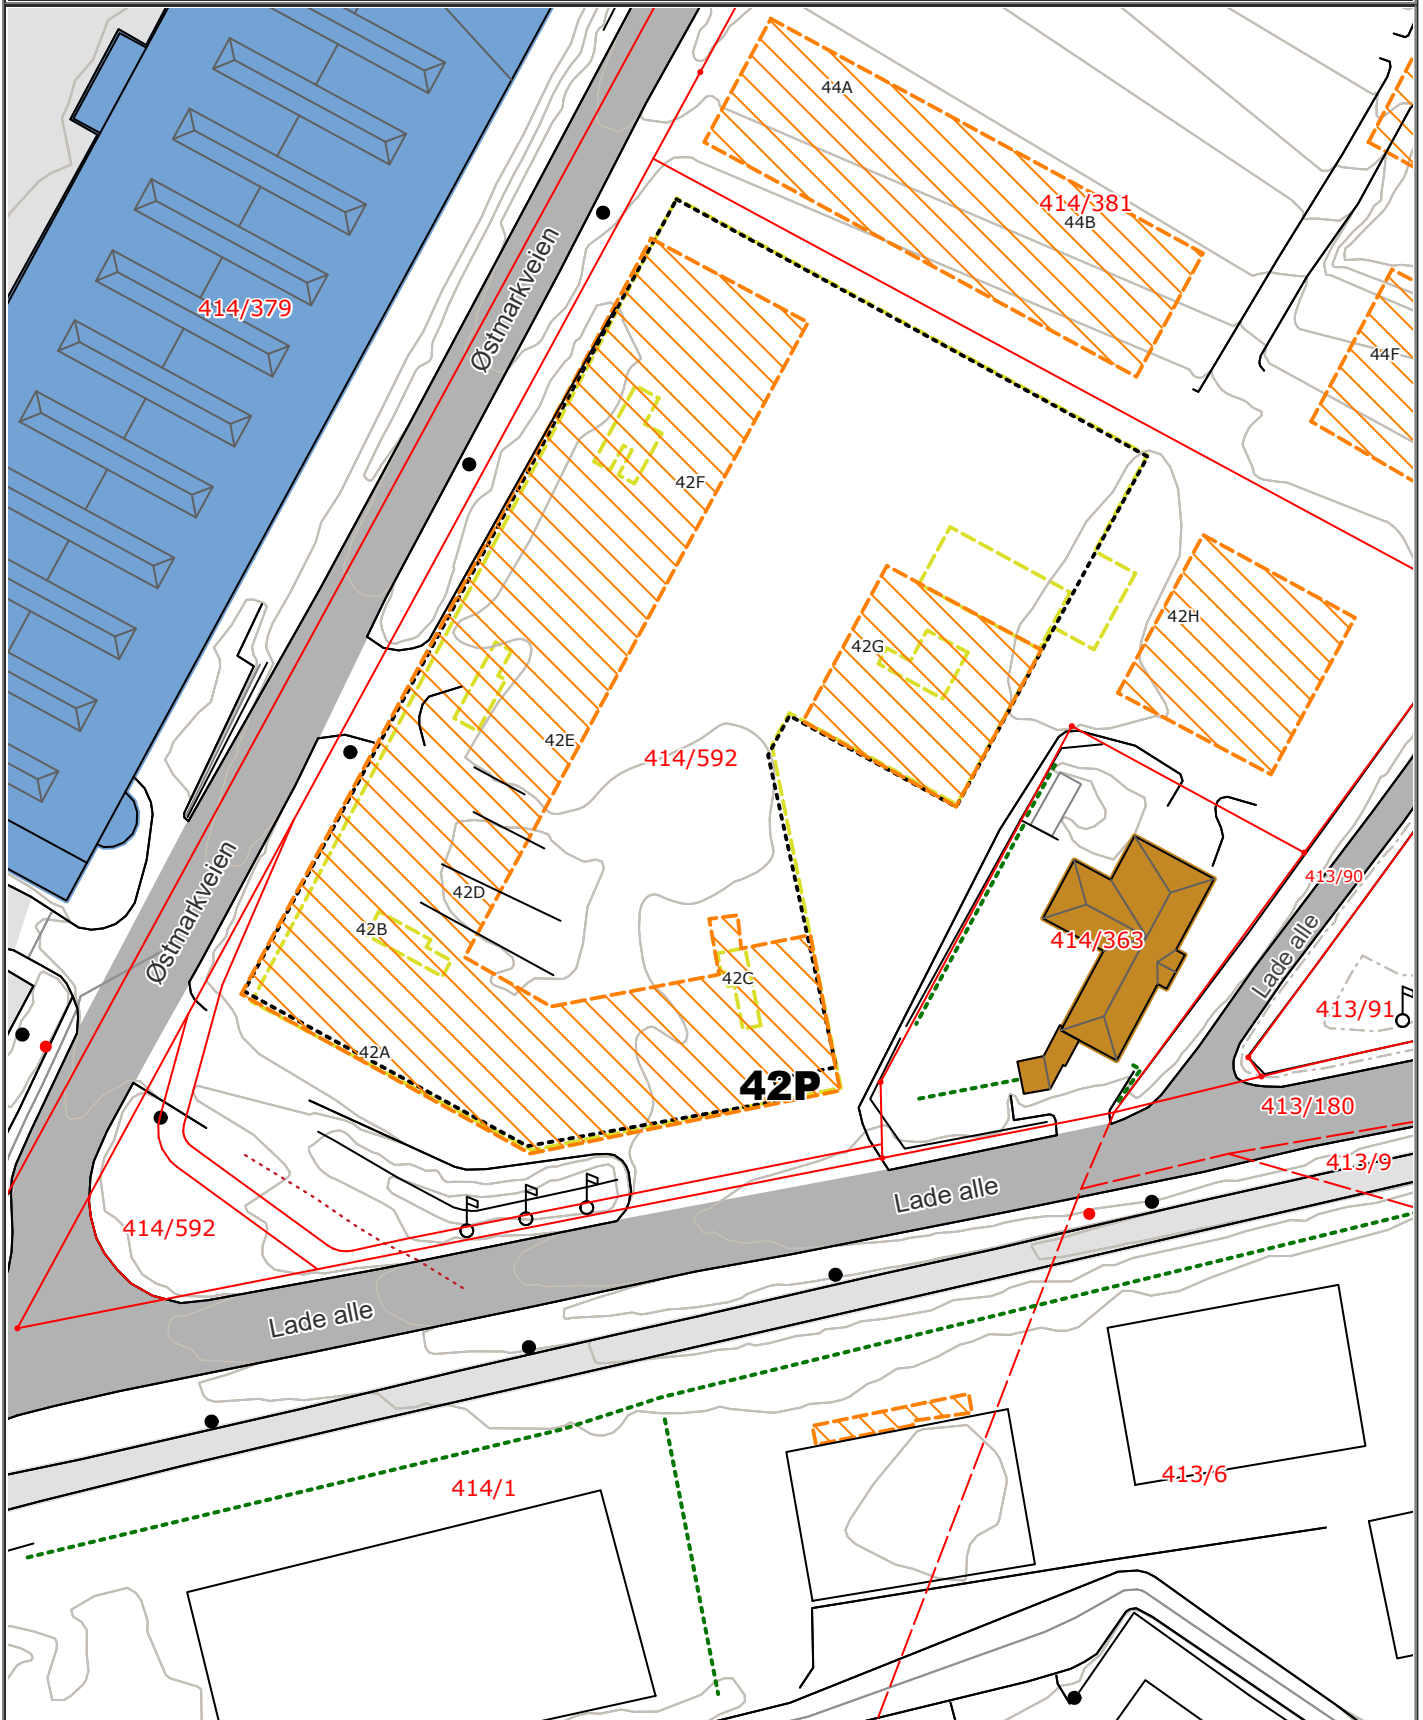 44A
414/381
44B
Østmarkveien
414/379
44F
42F
42H
42G
42E
414/592
Østmarkveien
413/90
42D
42B
414/363
Lade alle
42C
413/91
42A
42P
413/180
413/9
Lade alle
414/592
Lade alle
413/6
414/1